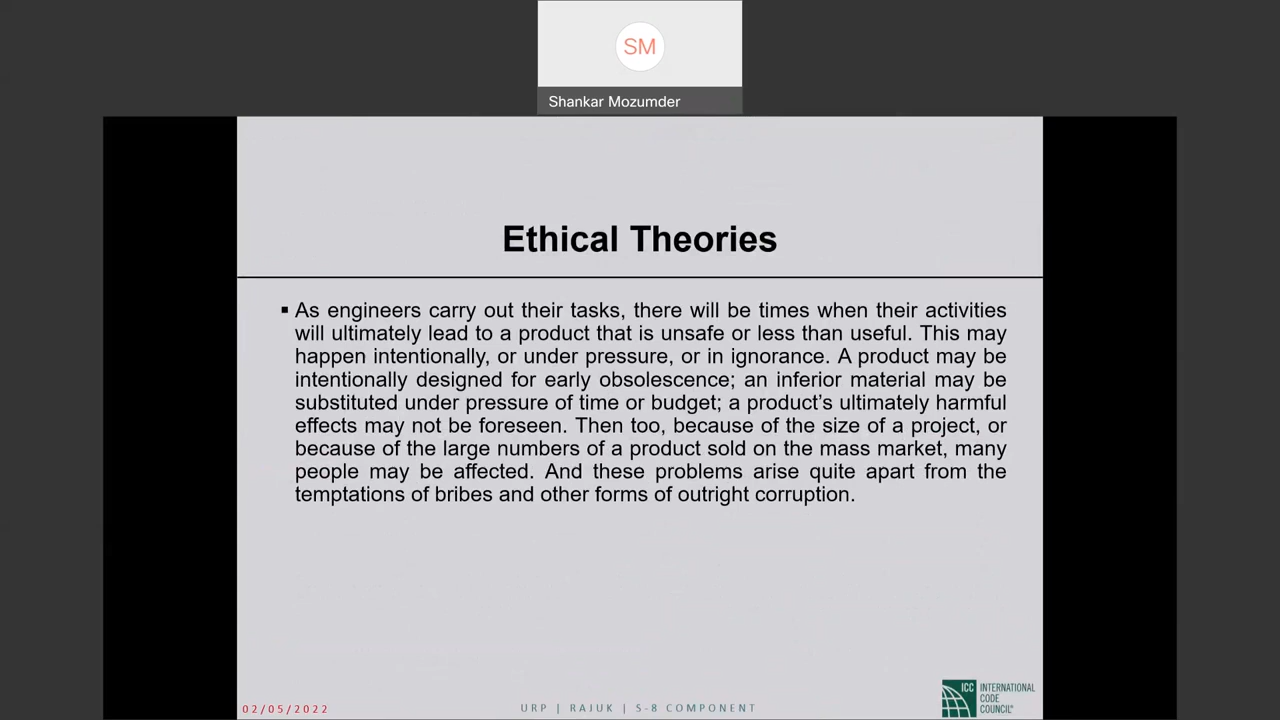 SM
Shankar Mozumder
Ethical Theories
▪ As engineers carry out their tasks, there will be times when their activities
will ultimately lead to a product that is unsafe or less than useful. This may
happen intentionally, or under pressure, or in ignorance. A product may be
intentionally designed for early obsolescence; an inferior material may be
substituted under pressure of time or budget; a product’s ultimately harmful
effects may not be foreseen. Then too, because of the size of a project, or
because of the large numbers of a product sold on the mass market, many
people may be affected. And these problems arise quite apart from the
temptations of bribes and other forms of outright corruption.
02/05/2022
URP | RAJUK | S-8 COMPONENT
ICC
INTERNATIONAL
CODE
COUNCIL®